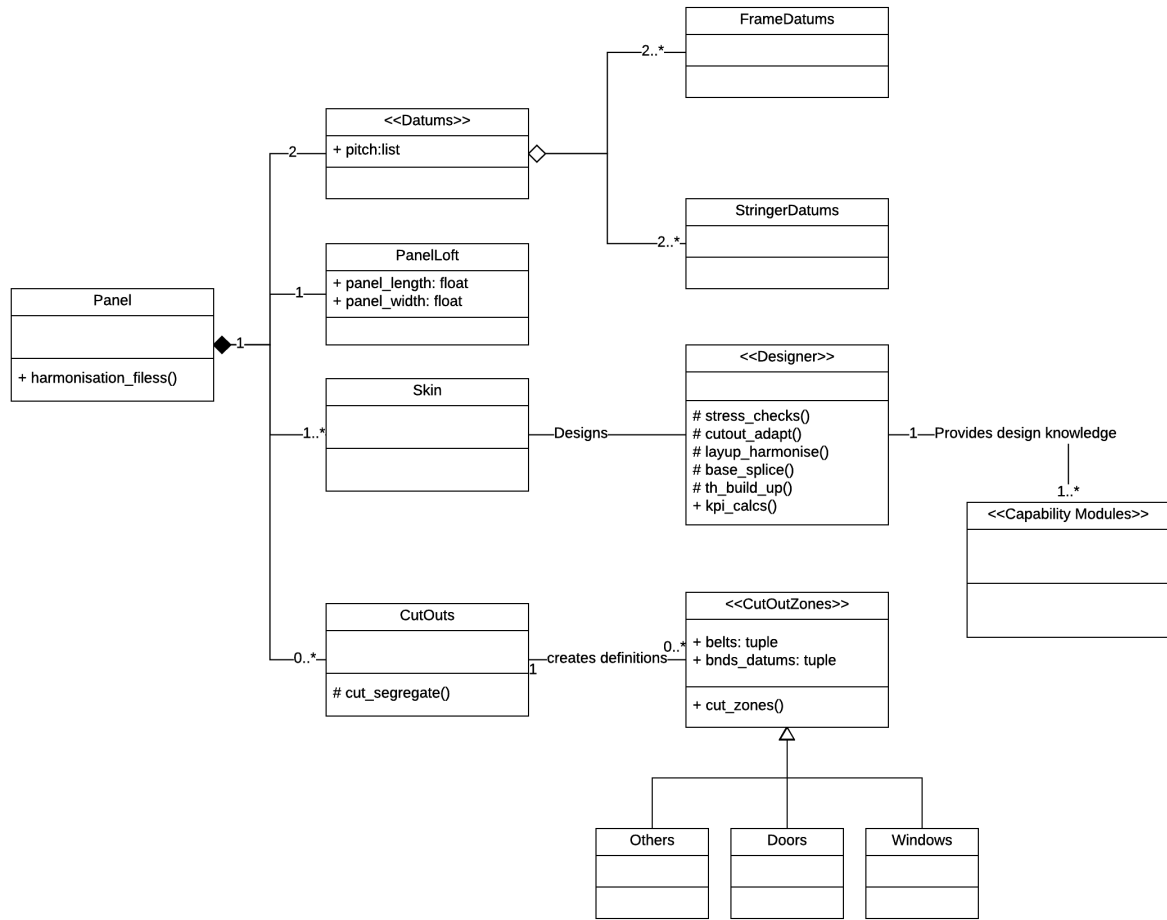 FrameDatums
2..*
<<Datums>>
+ pitch:list
2
StringerDatums
2..*
PanelLoft
+ panel_length: float
+ panel_width: float
1
Panel
+ harmonisation_filess()
1
<<Designer>>
# stress_checks()
# cutout_adapt()
# layup_harmonise()
# base_splice()
# th_build_up()
+ kpi_calcs()
Skin
1..*
Designs
1
Provides design knowledge
1..*
<<Capability Modules>>
CutOuts
# cut_segregate()
0..*
1
creates definitions
0..*
<<CutOutZones>>
+ belts: tuple
+ bnds_datums: tuple
+ cut_zones()
Others
Doors
Windows